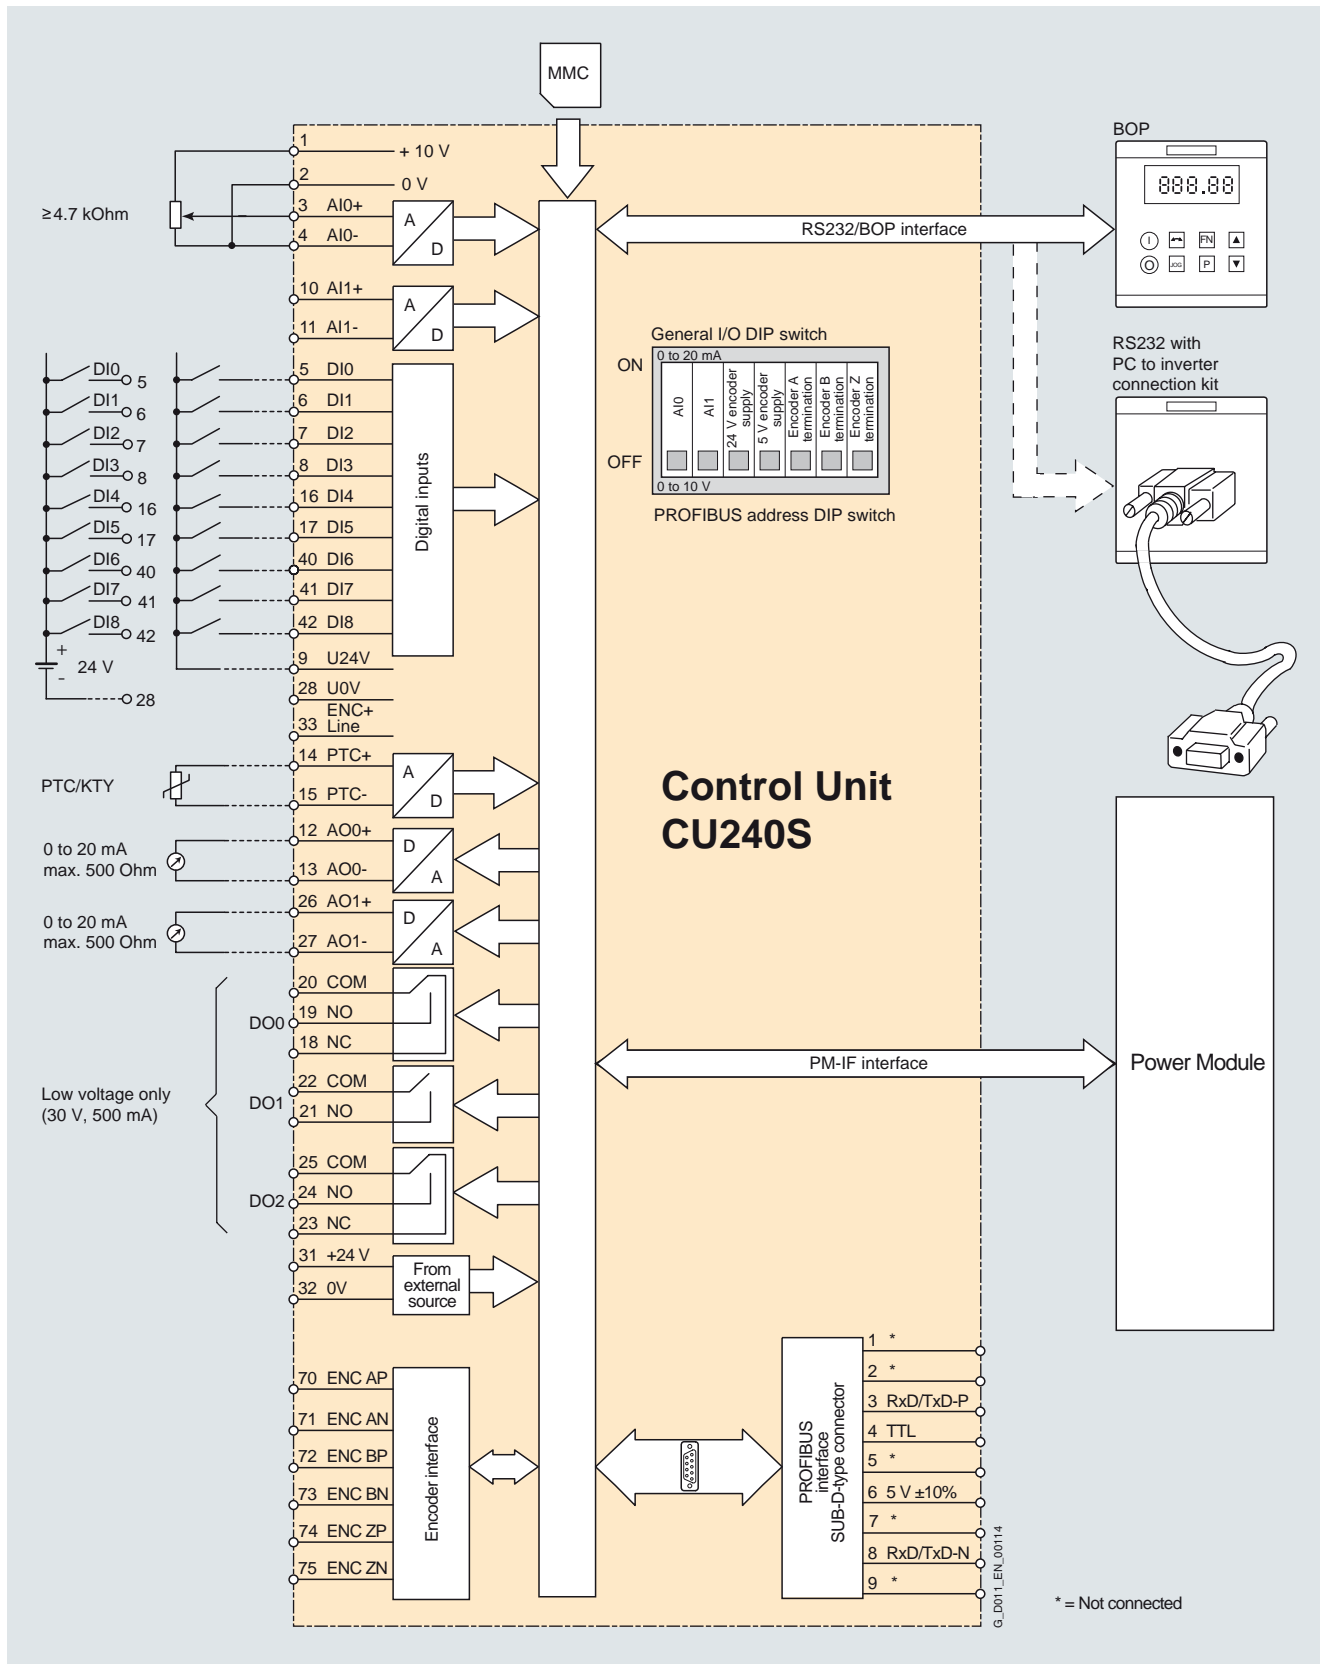 MMC
BOP
888.88
I
FN
O
JOG
P
1
+ 10 V
2
0 V
≥4.7 kOhm
3 AI0+
4 AI0-
A
D
RS232/BOP interface
10 AI1+
11 AI1-
A
D
General I/O DIP switch
ON
0 to 20 mA
AI0
AI1
24 V encoder
supply
5 V encoder
supply
Encoder A
termination
Encoder B
termination
Encoder Z
termination
OFF
0 to 10 V
PROFIBUS address DIP switch
RS232 with
PC to inverter
connection kit
DI0 5
DI1 6
DI2 7
DI3 8
DI4 16
DI5 17
DI6 40
DI7 41
DI8 42
+
24 V
-
28
5 DI0
6 DI1
7 DI2
8 DI3
16 DI4
17 DI5
40 DI6
41 DI7
42 DI8
Digital inputs
9 U24V
28 U0V
ENC+
33 Line
PTC/KTY
14 PTC+
15 PTC-
A
D
Control Unit
CU240S
0 to 20 mA
max. 500 Ohm
12 AO0+
13 AO0-
D
A
0 to 20 mA
max. 500 Ohm
26 AO1+
27 AO1-
D
A
Low voltage only
(30 V, 500 mA)
DO0
20 COM
19 NO
18 NC
DO1
22 COM
21 NO
DO2
25 COM
24 NO
23 NC
PM-IF interface
Power Module
31 +24 V
32 0V
From
external
source
70 ENC AP
71 ENC AN
72 ENC BP
73 ENC BN
74 ENC ZP
75 ENC ZN
Encoder interface
PROFIBUS
interface
SUB-D-type connector
1 *
2 *
3 RxD/TxD-P
4 TTL
5 *
6 5 V ±10%
7 *
8 RxD/TxD-N
9 *
G_D011_EN_00114
* = Not connected